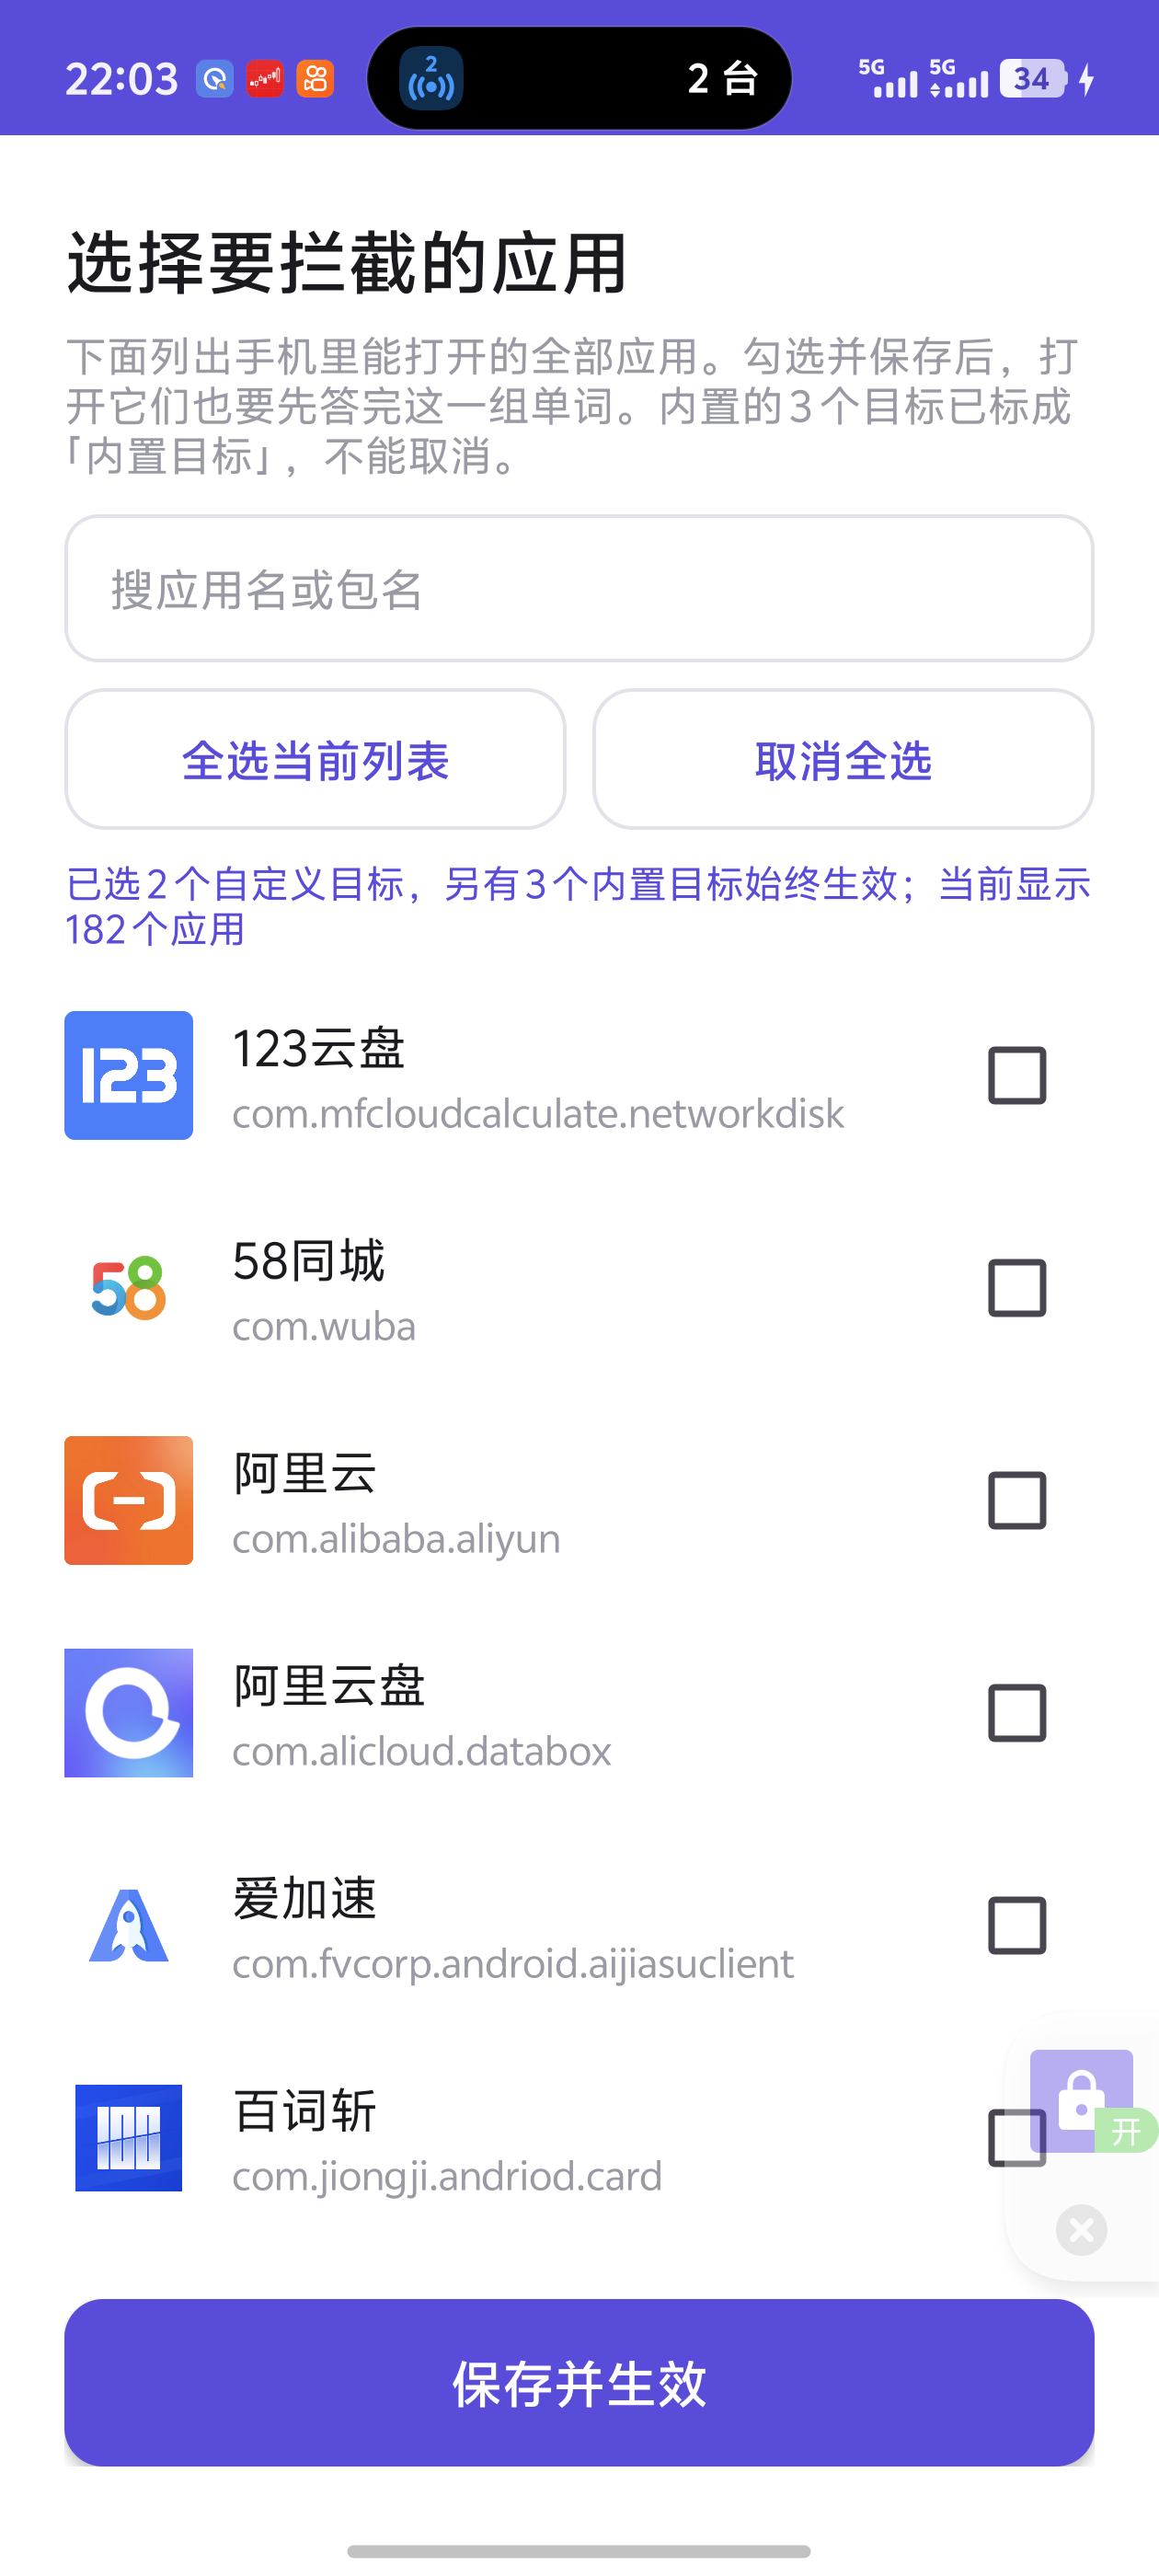 22:03
2
2 台
5G
5G
34
选择要拦截的应用
下面列出手机里能打开的全部应用。勾选并保存后，打
开它们也要先答完这一组单词。内置的 3 个目标已标成
「内置目标」，不能取消。
搜应用名或包名
全选当前列表
取消全选
已选 2 个自定义目标，另有 3 个内置目标始终生效；当前显示
182 个应用
123
123云盘
com.mfcloudcalculate.networkdisk
58
58同城
com.wuba
阿里云
com.alibaba.aliyun
阿里云盘
com.alicloud.databox
爱加速
com.fvcorp.android.aijiasuclient
百词斩
com.jiongji.andriod.card
开
保存并生效